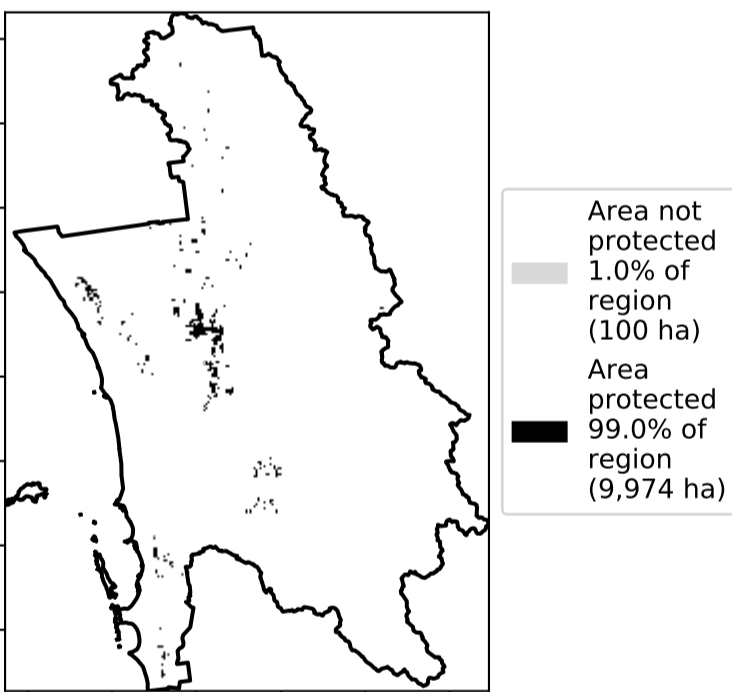 Area not
protected
1.0% of
region
(100 ha)
Area
protected
99.0% of
region
(9,974 ha)